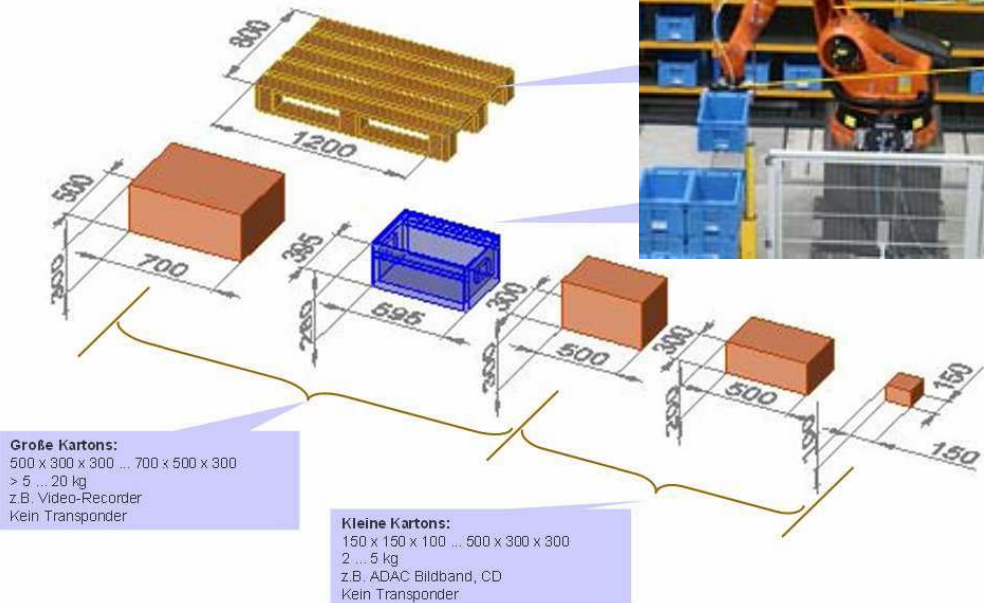 800
1200
500
700
300
395
595
280
300
500
300
300
500
200
150
150
100
Große Kartons:
500 x 300 x 300 ... 700 x 500 x 300
> 5 ... 20 kg
z.B. Video-Recorder
Kein Transponder
Kleine Kartons:
150 x 150 x 100 ... 500 x 300 x 300
2 ... 5 kg
z.B. ADAC Bildband, CD
Kein Transponder